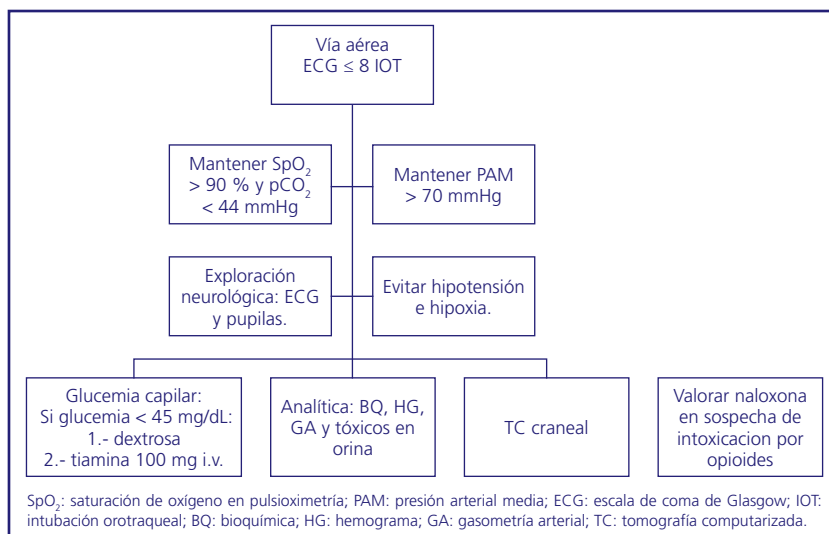 Vía aérea
ECG ≤ 8 IOT
Mantener SpO₂
> 90 % y pCO₂
< 44 mmHg
Mantener PAM
> 70 mmHg
Exploración
neurológica: ECG
y pupilas.
Evitar hipotensión
e hipoxia.
Glucemia capilar:
Si glucemia < 45 mg/dL:
1.- dextrosa
2.- tiamina 100 mg i.v.
Analítica: BQ, HG,
GA y tóxicos en
orina
TC craneal
Valorar naloxona
en sospecha de
intoxicacion por
opioides
SpO₂: saturación de oxígeno en pulsioximetría; PAM: presión arterial media; ECG: escala de coma de Glasgow; IOT:
intubación orotraqueal; BQ: bioquímica; HG: hemograma; GA: gasometría arterial; TC: tomografía computarizada.